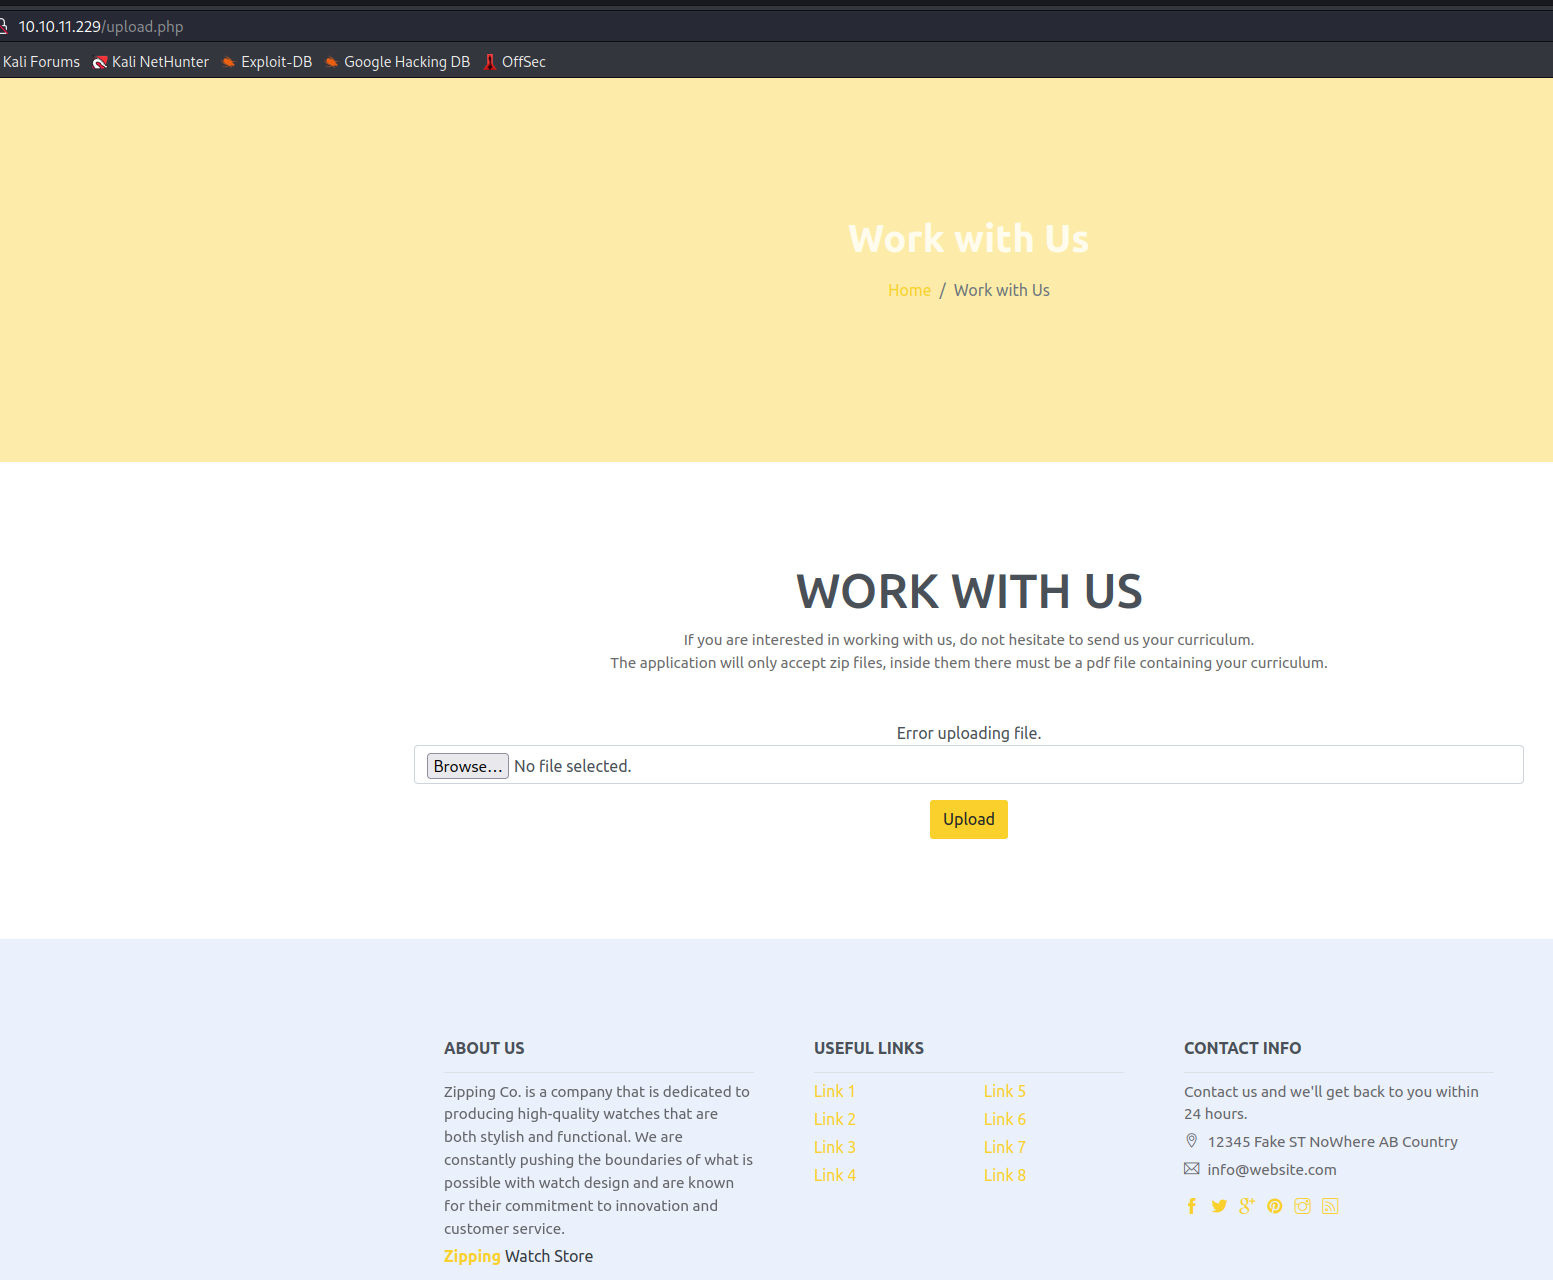 10.10.11.229/upload.php
Kali Forums Kali NetHunter Exploit-DB Google Hacking DB OffSec
Work with Us
Home / Work with Us
WORK WITH US
If you are interested in working with us, do not hesitate to send us your curriculum.
The application will only accept zip files, inside them there must be a pdf file containing your curriculum.
Error uploading file.
Browse... No file selected.
Upload
ABOUT US
Zipping Co. is a company that is dedicated to
producing high-quality watches that are
both stylish and functional. We are
constantly pushing the boundaries of what is
possible with watch design and are known
for their commitment to innovation and
customer service.
Zipping Watch Store
USEFUL LINKS
Link 1
Link 2
Link 3
Link 4
Link 5
Link 6
Link 7
Link 8
CONTACT INFO
Contact us and we'll get back to you within
24 hours.
12345 Fake ST NoWhere AB Country
info@website.com